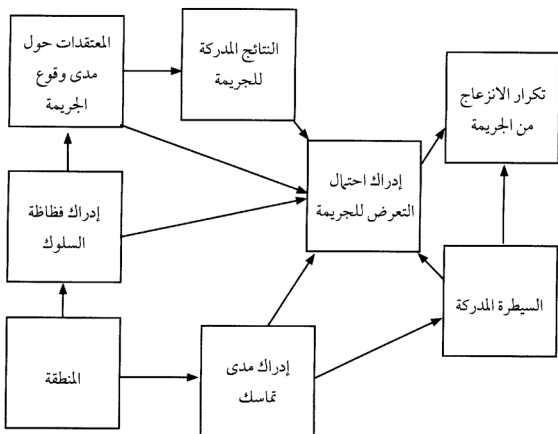 المعتقدات حول
مدى وقوع
الجريمة
النتائج المدركة
للجريمة
تكرار الانزعاج
من الجريمة
إدراك احتمال
التعرض للجريمة
إدراك فظاظة
السلوك
السيطرة المدركة
إدراك مدى
تماسك
المنطقة